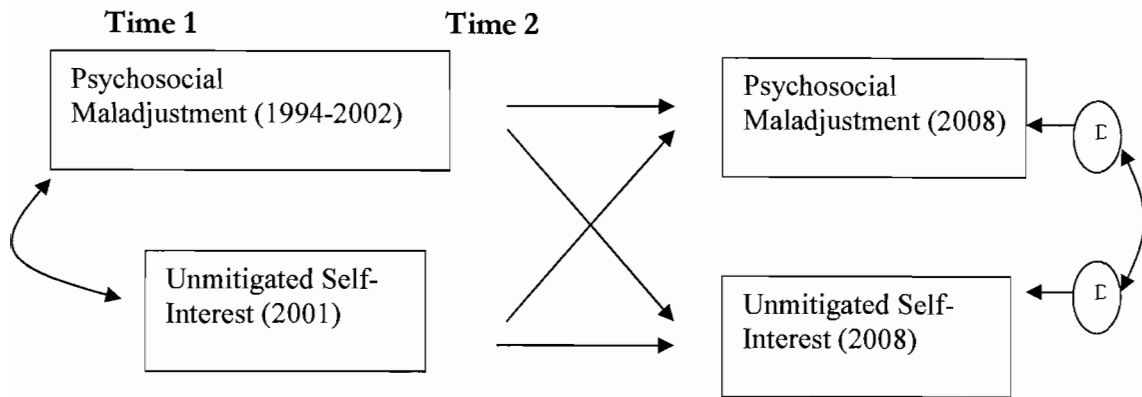 Time 1
Time 2
Psychosocial
Maladjustment (1994-2002)
Psychosocial
Maladjustment (2008)
D
Unmitigated Self-
Interest (2001)
Unmitigated Self-
Interest (2008)
D